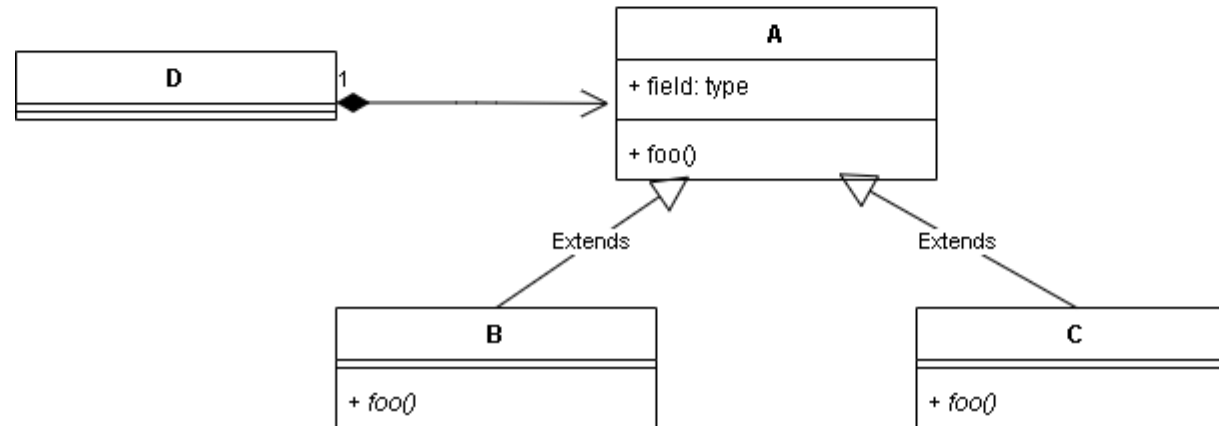 A
D
1
+ field: type
+ foo()
Extends
Extends
B
C
+ foo()
+ foo()